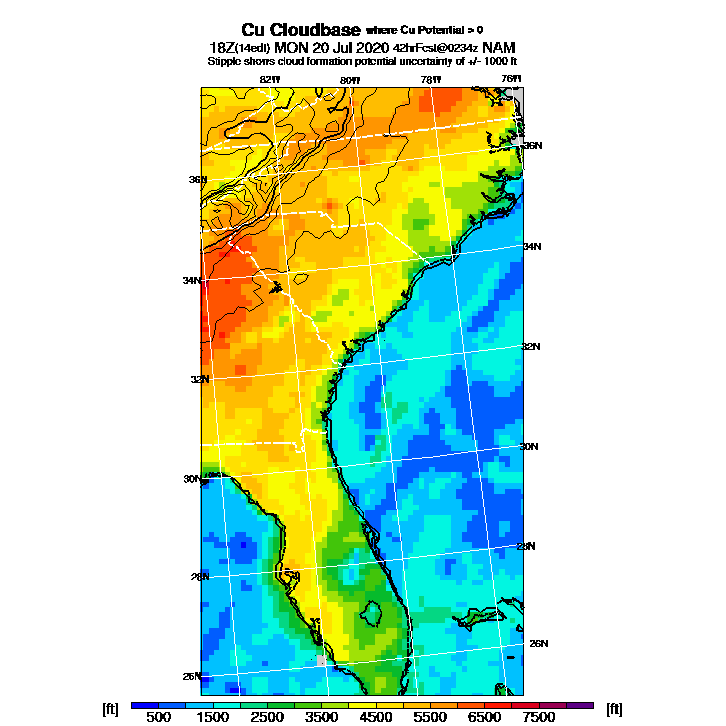 Cu Cloudbase where Cu Potential > 0
18Z(14edt) MON 20 Jul 2020 42hrFcst@0234z NAM
Stipple shows cloud formation potential uncertainty of +/- 1000 ft
82W 80W 78W 76W
36N
36N
34N
34N
32N
32N
30N
30N
28N
28N
26N
26N
[ft] 500 1500 2500 3500 4500 5500 6500 7500 [ft]